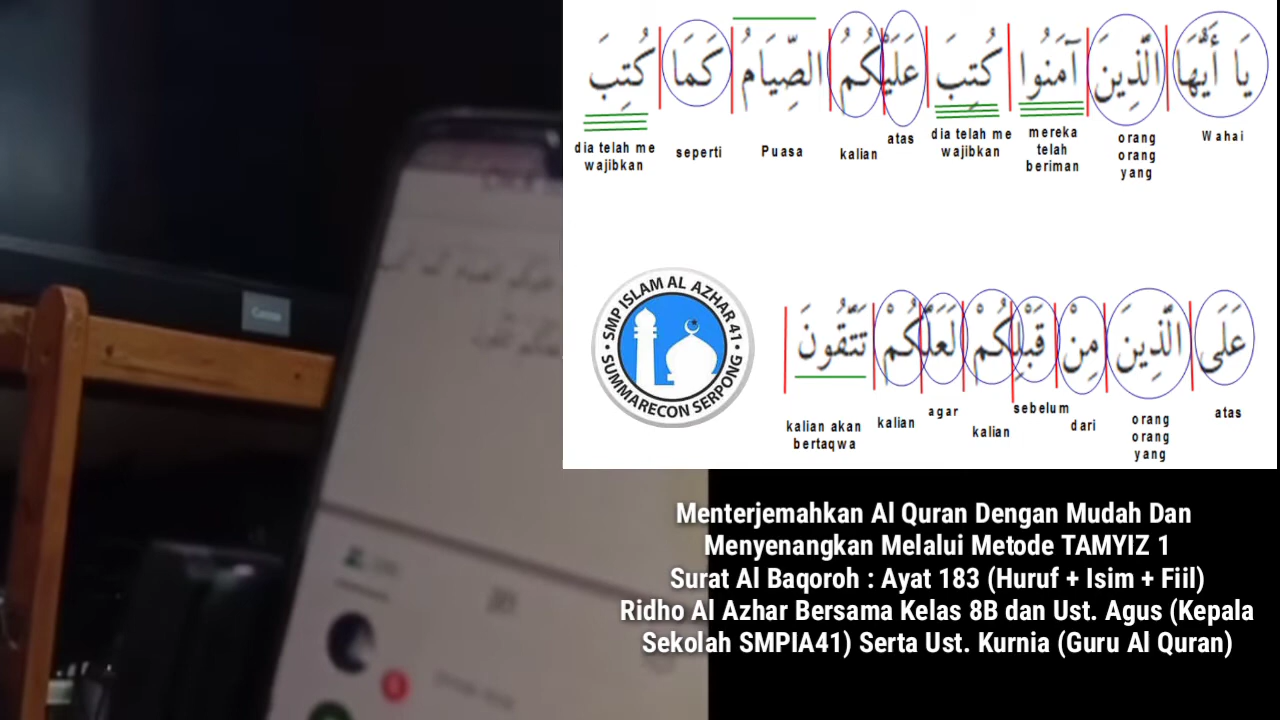 يَا أَيُّهَا الَّذِينَ آمَنُوا كُتِبَ عَلَيْكُمُ الصِّيَامُ كَمَا كُتِبَ
Wahai
orang orang yang
mereka telah beriman
dia telah me wajibkan
atas
kalian
Puasa
seperti
dia telah me wajibkan
عَلَى الَّذِينَ مِنْ قَبْلِكُمْ لَعَلَّكُمْ تَتَّقُونَ
atas
orang orang yang
dari
sebelum
kalian
agar
kalian
kalian akan bertaqwa
SMP ISLAM AL AZHAR 41
SUMMARECON SERPONG
Menterjemahkan Al Quran Dengan Mudah Dan
Menyenangkan Melalui Metode TAMYIZ 1
Surat Al Baqoroh : Ayat 183 (Huruf + Isim + Fiil)
Ridho Al Azhar Bersama Kelas 8B dan Ust. Agus (Kepala
Sekolah SMPIA41) Serta Ust. Kurnia (Guru Al Quran)